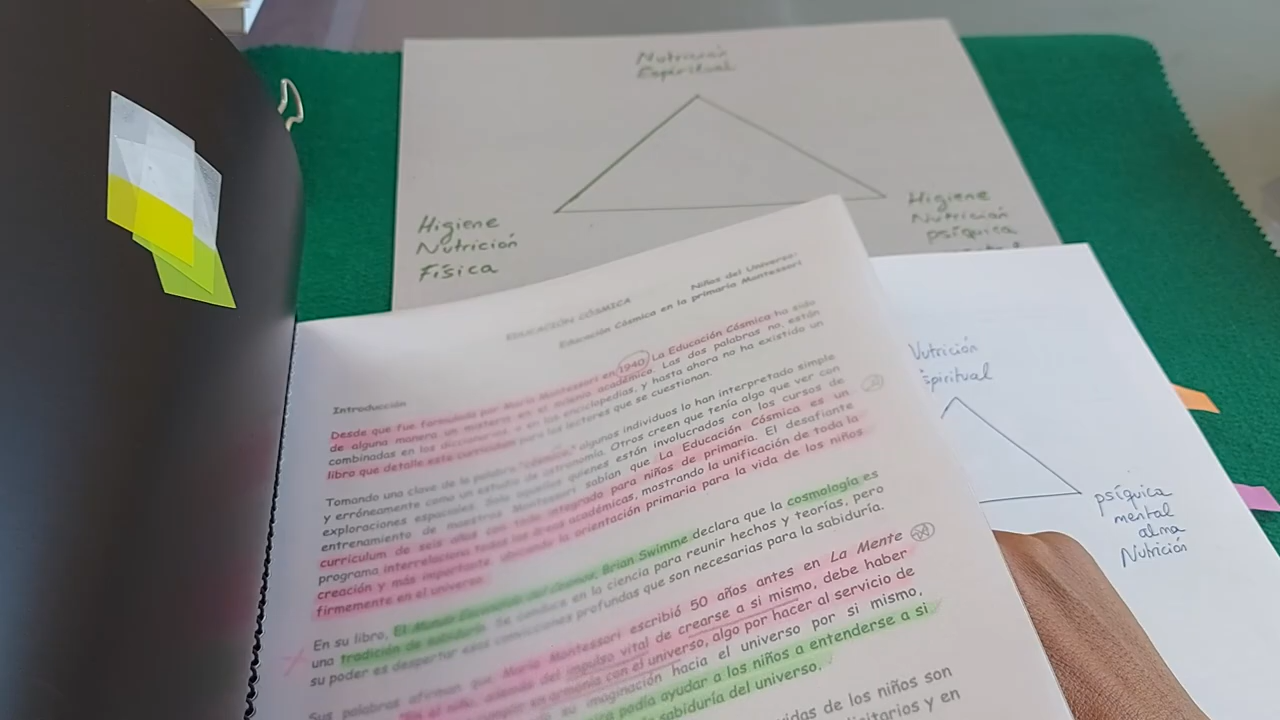 Nutrición
Espiritual
Higiene
Nutrición
Física
Higiene
Nutrición
psíquica
Nutrición
Espiritual
psíquica
mental
alma
Nutrición
EDUCACIÓN CÓSMICA
Niños del Universo:
Educación Cósmica en la primaria Montessori
Introducción
Desde que fue formulada por María Montessori en 1940, La Educación Cósmica ha sido
de alguna manera un misterio en el mismo académica. Las dos palabras no están
combinadas en los diccionarios, o en las enciclopedias, y hasta ahora no ha existido un
libro que detalle este currículum para los lectores que se cuestionan.
Tomando una clave de la palabra "cósmica," algunos individuos lo han interpretado simple
y erróneamente como un estudio de astronomía. Otros creen que tenía algo que ver con
exploraciones espaciales. Solo aquellos quienes están involucrados con los cursos de
entrenamiento de maestros Montessori sabían que La Educación Cósmica es un
currículum de seis años con todo integrado para niños de primaria. El desafiante
programa interrelaciona todas las áreas académicas, mostrando la unificación de toda la
creación y más importante, dándole la orientación primaria para la vida de los niños
firmemente en el universo.
En su libro, El Manto Escondido del Cosmos, Brian Swimme declara que la cosmología es
una tradición de sabiduría. Se conduce en la ciencia para reunir hechos y teorías, pero
su poder es despertar esas convicciones profundas que son necesarias para la sabiduría.
Sus palabras afirman que María Montessori escribió 50 años antes en La Mente
además del impulso vital de crearse a si mismo, debe haber
en armonía con el universo, algo por hacer al servicio de
su imaginación hacia el universo por si mismo,
podía ayudar a los niños a entenderse a si
sabiduría del universo.
vidas de los niños son
y en